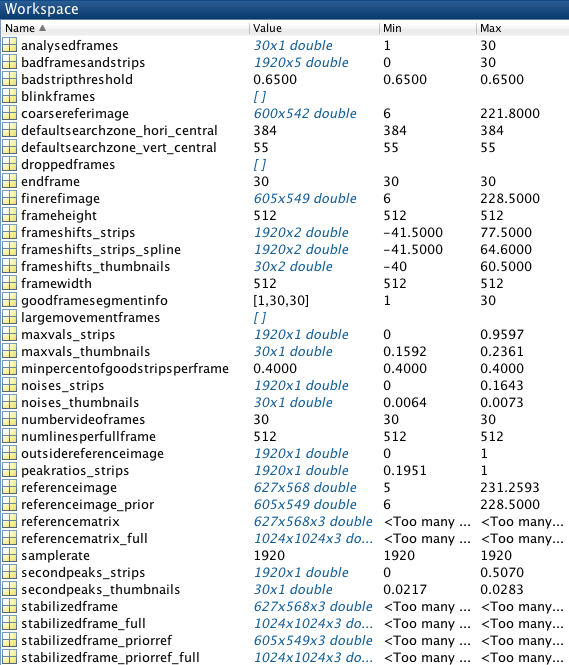 Workspace
Name Value Min Max
analysedframes 30x1 double 1 30
badframesandstrips 1920x5 double 0 30
badstripthreshold 0.6500 0.6500 0.6500
blinkframes []
coarsereferimage 600x542 double 6 221.8000
defaultsearchzone_hori_central 384 384 384
defaultsearchzone_vert_central 55 55 55
droppedframes []
endframe 30 30 30
finerefimage 605x549 double 6 228.5000
frameheight 512 512 512
frameshifts_strips 1920x2 double -41.5000 77.5000
frameshifts_strips_spline 1920x2 double -41.5000 64.6000
frameshifts_thumbnails 30x2 double -40 60.5000
framewidth 512 512 512
goodframesegmentinfo [1,30,30] 1 30
largemovementframes []
maxvals_strips 1920x1 double 0 0.9597
maxvals_thumbnails 30x1 double 0.1592 0.2361
minpercentofgoodstripsperframe 0.4000 0.4000 0.4000
noises_strips 1920x1 double 0 0.1643
noises_thumbnails 30x1 double 0.0064 0.0073
numbervideoframes 30 30 30
numlinesperfullframe 512 512 512
outsidereferenceimage 1920x1 double 0 1
peakratios_strips 1920x1 double 0.1951 1
referenceimage 627x568 double 5 231.2593
referenceimage_prior 605x549 double 6 228.5000
referencematrix 627x568x3 double <Too many ... <Too many...
referencematrix_full 1024x1024x3 do... <Too many ... <Too many...
samplerate 1920 1920 1920
secondpeaks_strips 1920x1 double 0 0.5070
secondpeaks_thumbnails 30x1 double 0.0217 0.0283
stabilizedframe 627x568x3 double <Too many ... <Too many...
stabilizedframe_full 1024x1024x3 do... <Too many ... <Too many...
stabilizedframe_priorref 605x549x3 double <Too many ... <Too many...
stabilizedframe_priorref_full 1024x1024x3 do... <Too many ... <Too many...